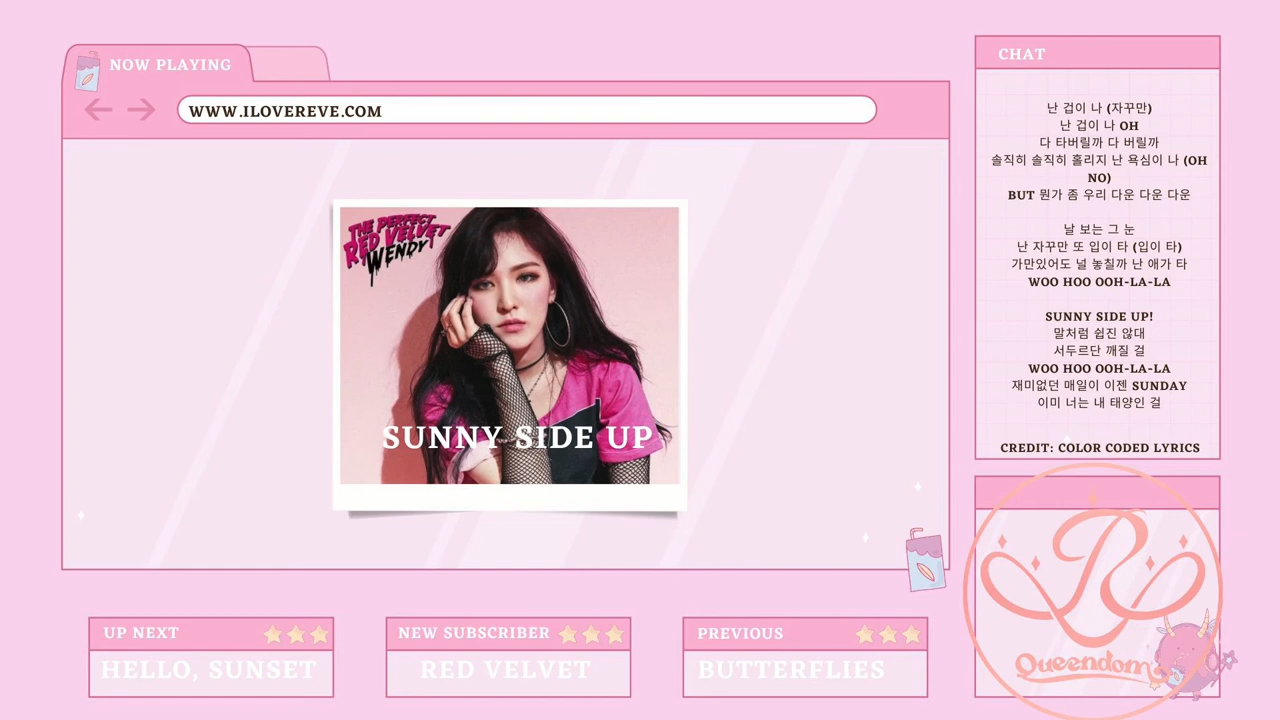 NOW PLAYING
WWW.ILOVEREVE.COM
THE PERFECT
RED VELVET
WENDY
SUNNY SIDE UP
CHAT
난 겁이 나 (자꾸만)
난 겁이 나 OH
다 타버릴까 다 버릴까
솔직히 솔직히 홀리지 난 욕심이 나 (OH
NO)
BUT 뭔가 좀 우리 다운 다운 다운
날 보는 그 눈
난 자꾸만 또 입이 타 (입이 타)
가만있어도 널 놓칠까 난 애가 타
WOO HOO OOH-LA-LA
SUNNY SIDE UP!
말처럼 쉽진 않대
서두르단 깨질 걸
WOO HOO OOH-LA-LA
재미없던 매일이 이젠 SUNDAY
이미 너는 내 태양인 걸
CREDIT: COLOR CODED LYRICS
UP NEXT
HELLO, SUNSET
NEW SUBSCRIBER
RED VELVET
PREVIOUS
BUTTERFLIES
R
Queendom